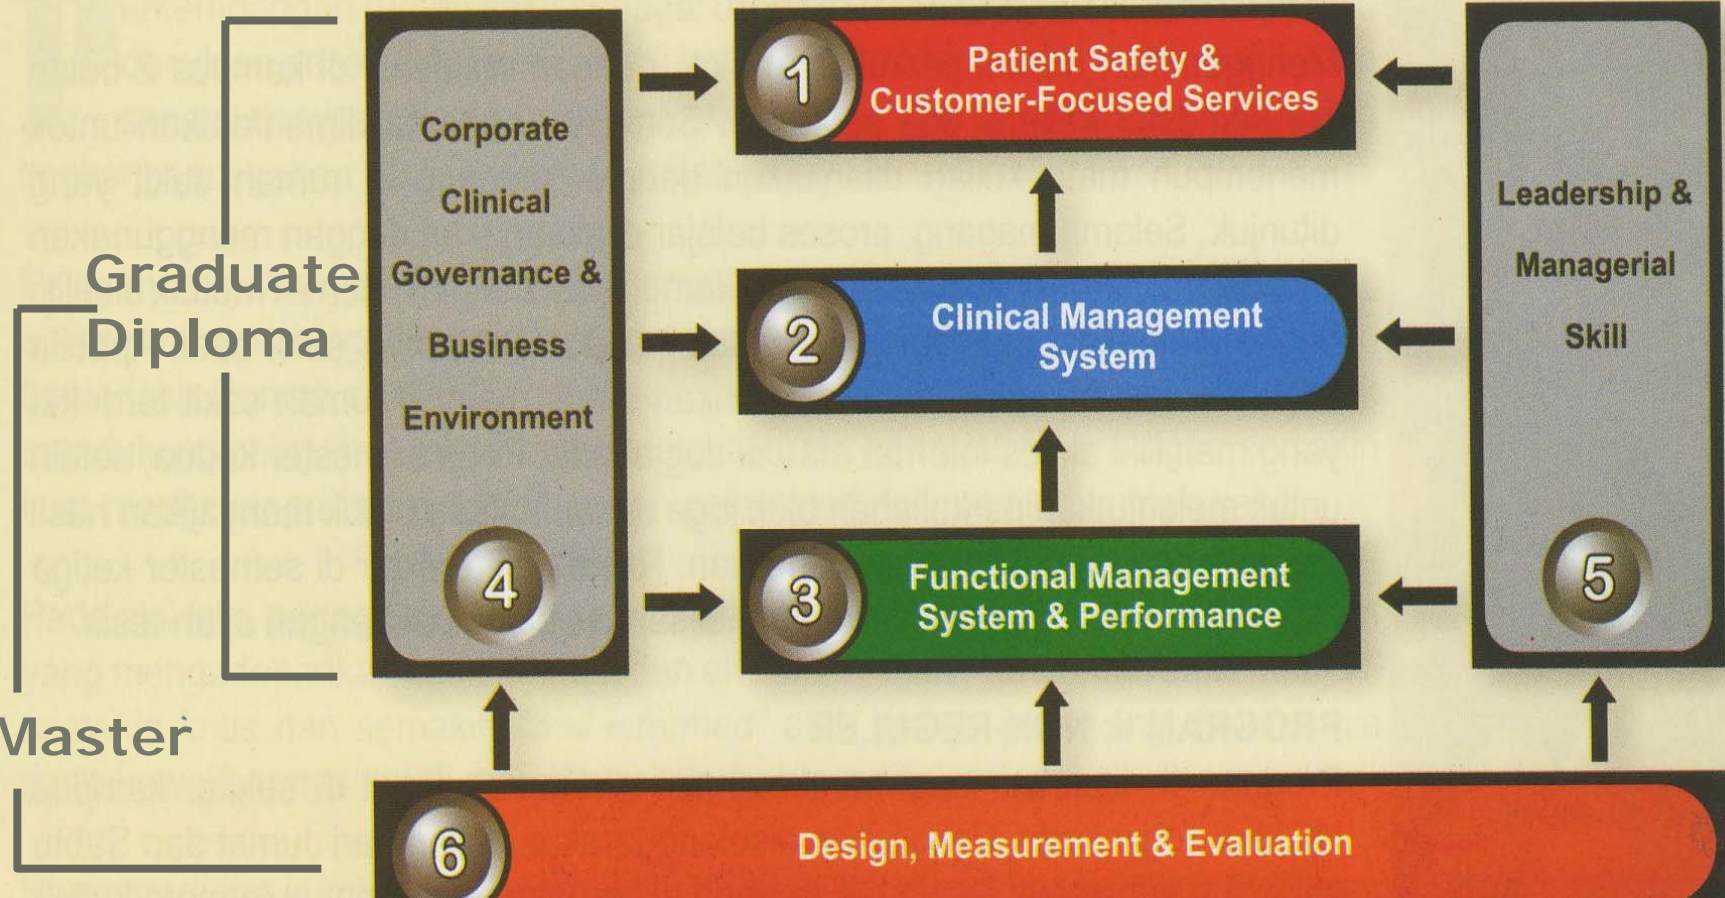 Graduate
Diploma
Master
Corporate
Clinical
Governance &
Business
Environment
4
1
Patient Safety &
Customer-Focused Services
2
Clinical Management
System
3
Functional Management
System & Performance
Leadership &
Managerial
Skill
5
6
Design, Measurement & Evaluation